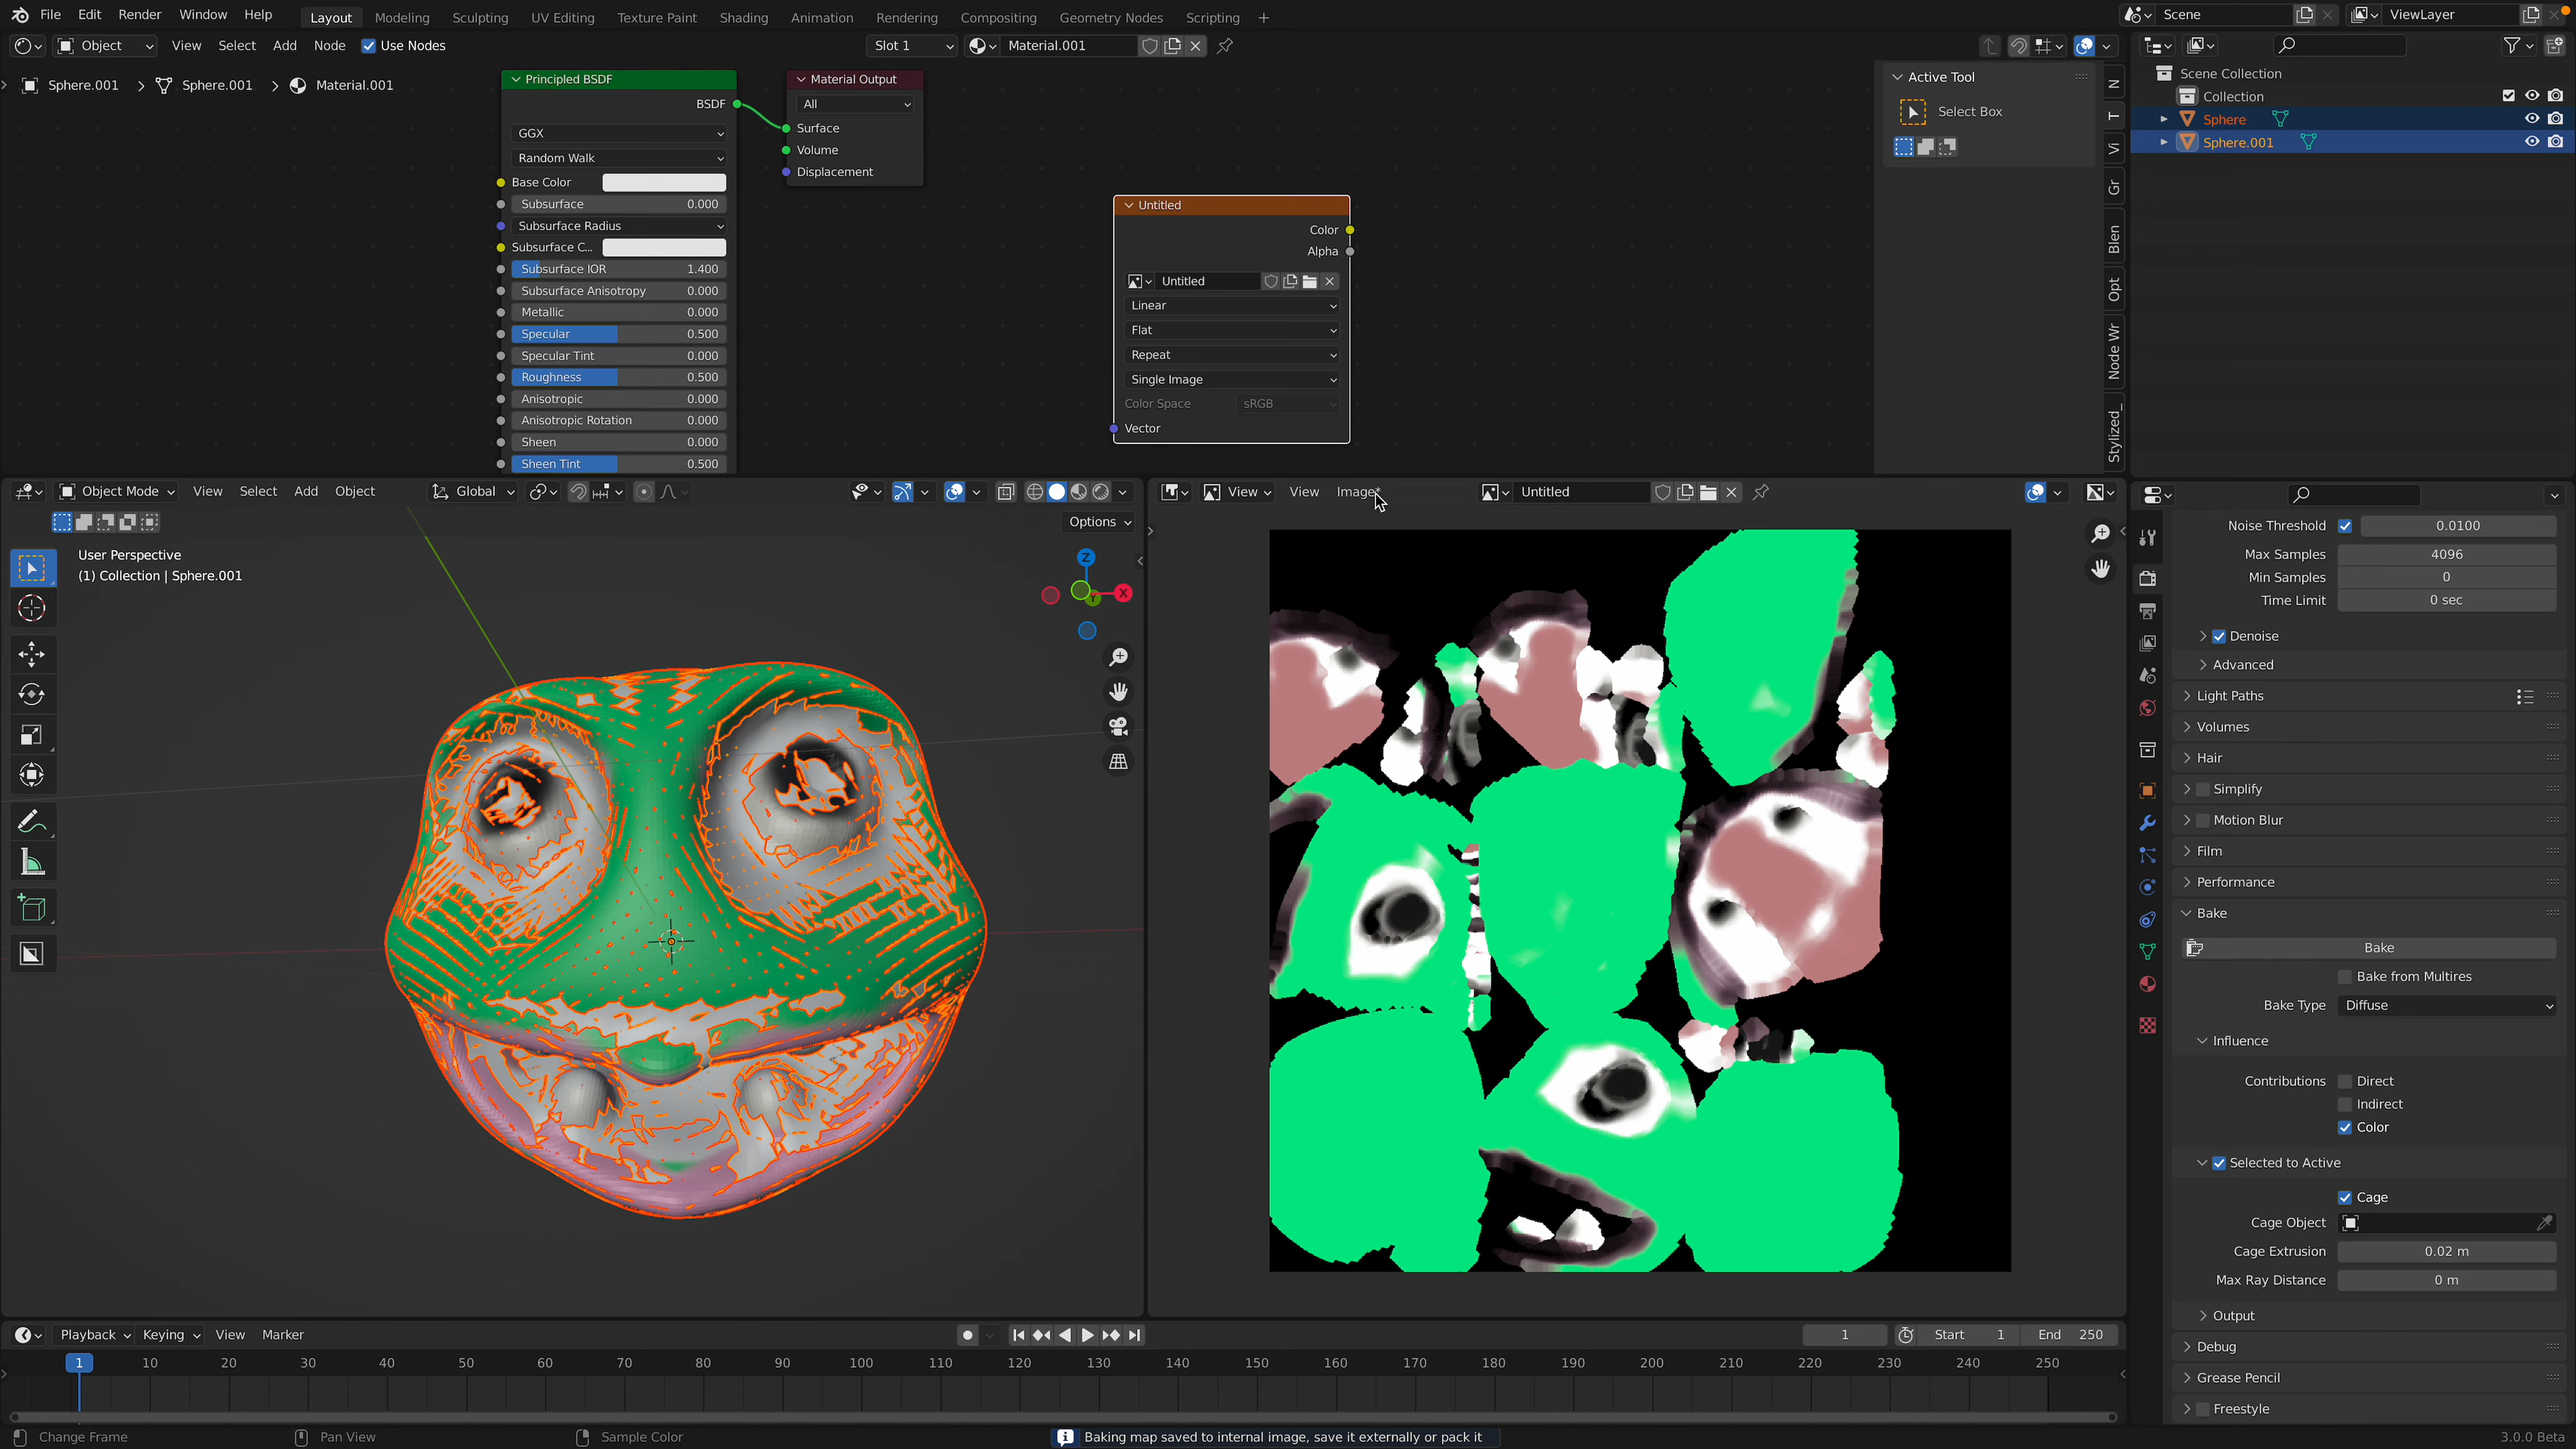 File Edit Render Window Help Layout Modeling Sculpting UV Editing Texture Paint Shading Animation Rendering Compositing Geometry Nodes Scripting + Scene ViewLayer
Object View Select Add Node Use Nodes Slot 1 Material.001
Sphere.001 > Sphere.001 > Material.001
Principled BSDF
BSDF
GGX
Random Walk
Base Color
Subsurface 0.000
Subsurface Radius
Subsurface C...
Subsurface IOR 1.400
Subsurface Anisotropy 0.000
Metallic 0.000
Specular 0.500
Specular Tint 0.000
Roughness 0.500
Anisotropic 0.000
Anisotropic Rotation 0.000
Sheen 0.000
Sheen Tint 0.500
Material Output
All
Surface
Volume
Displacement
Untitled
Color
Alpha
Untitled
Linear
Flat
Repeat
Single Image
Color Space sRGB
Vector
Active Tool
Select Box
N
T
Vi
Gr
Blen
Opt
Node Wr
Stylized_
Scene Collection
Collection
Sphere
Sphere.001
Object Mode View Select Add Object Global
Options
User Perspective
(1) Collection | Sphere.001
Z
X
View View Image* Untitled
Noise Threshold 0.0100
Max Samples 4096
Min Samples 0
Time Limit 0 sec
Denoise
Advanced
Light Paths
Volumes
Hair
Simplify
Motion Blur
Film
Performance
Bake
Bake
Bake from Multires
Bake Type Diffuse
Influence
Contributions Direct
Indirect
Color
Selected to Active
Cage
Cage Object
Cage Extrusion 0.02 m
Max Ray Distance 0 m
Output
Debug
Grease Pencil
Freestyle
Playback Keying View Marker 1 Start 1 End 250
1 10 20 30 40 50 60 70 80 90 100 110 120 130 140 150 160 170 180 190 200 210 220 230 240 250
Change Frame Pan View Sample Color Baking map saved to internal image, save it externally or pack it 3.0.0 Beta